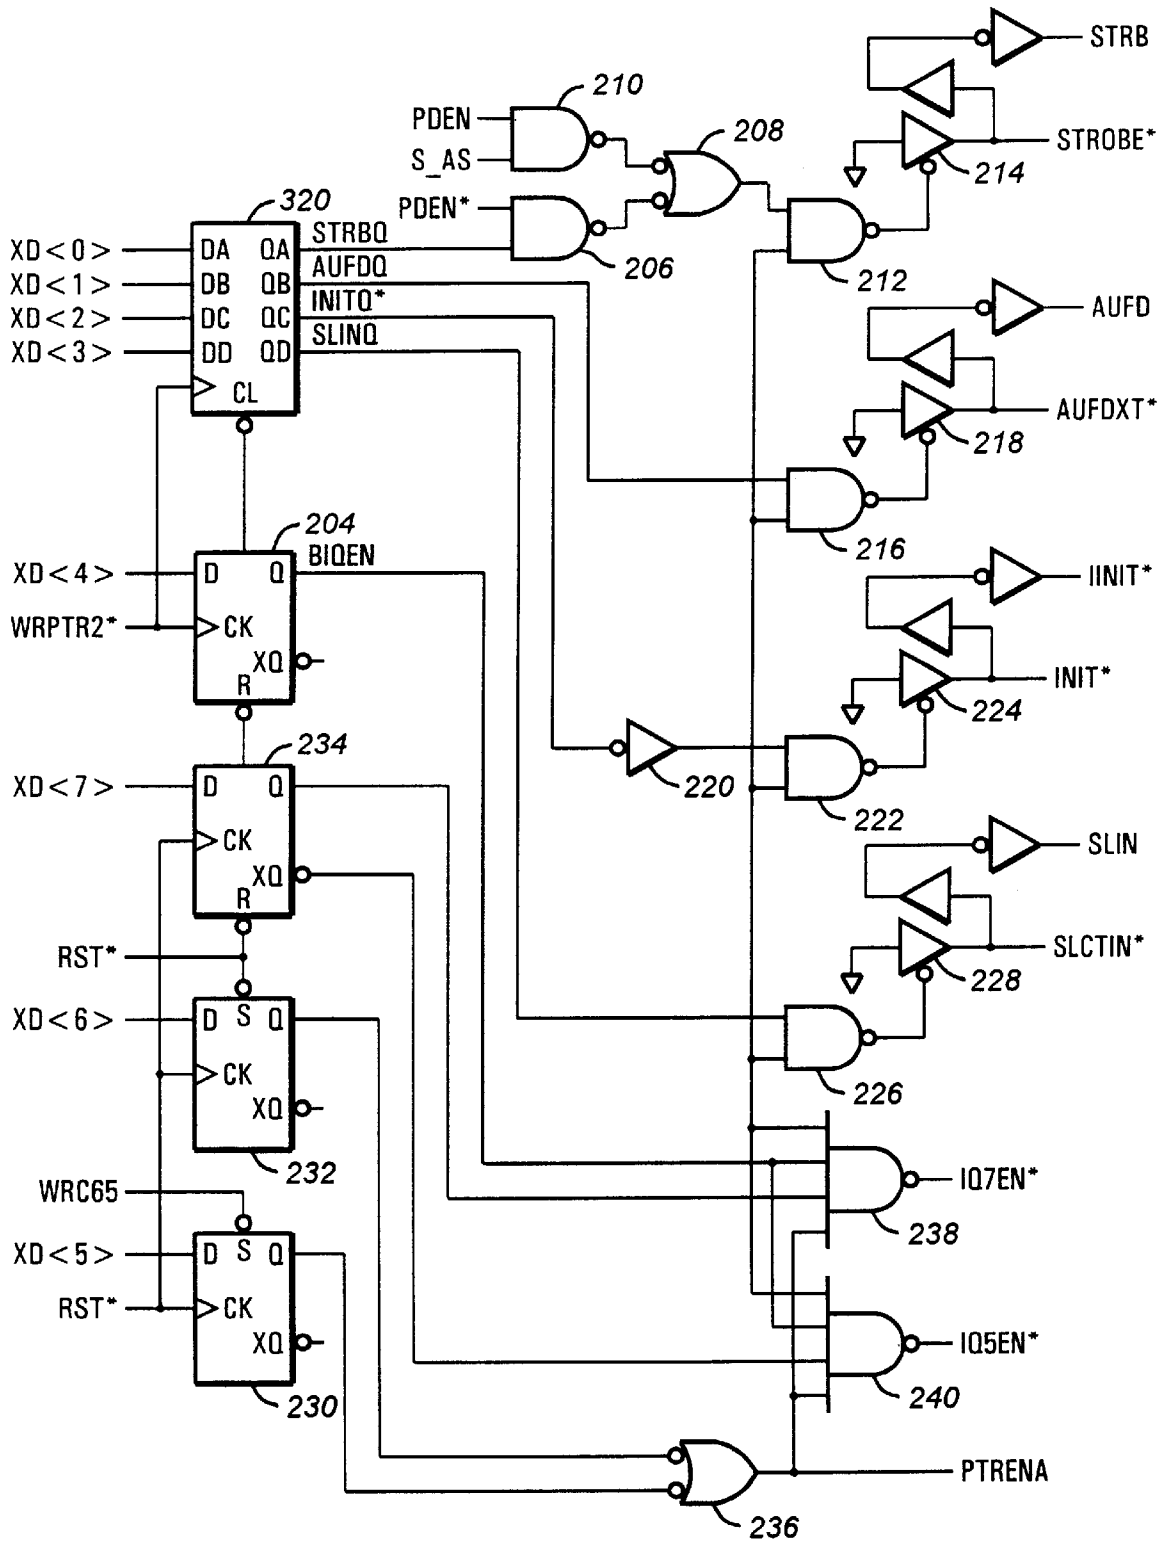 STRB
210
PDEN
208
STROBE*
S_AS
214
320
PDEN*
XD<0>
DA
QA
STRBQ
206
212
XD<1>
DB
QB
AUFDQ
XD<2>
DC
QC
INITQ*
AUFD
XD<3>
DD
QD
SLINQ
CL
AUFDXT*
218
204
216
XD<4>
D
Q
BIQEN
IINIT*
WRPTR2*
CK
XQ
R
INIT*
224
234
220
XD<7>
D
Q
222
CK
SLIN
XQ
R
RST*
SLCTIN*
228
XD<6>
D
S
Q
CK
226
XQ
232
WRC65
IQ7EN*
238
XD<5>
D
S
Q
RST*
CK
XQ
IQ5EN*
230
240
PTRENA
236